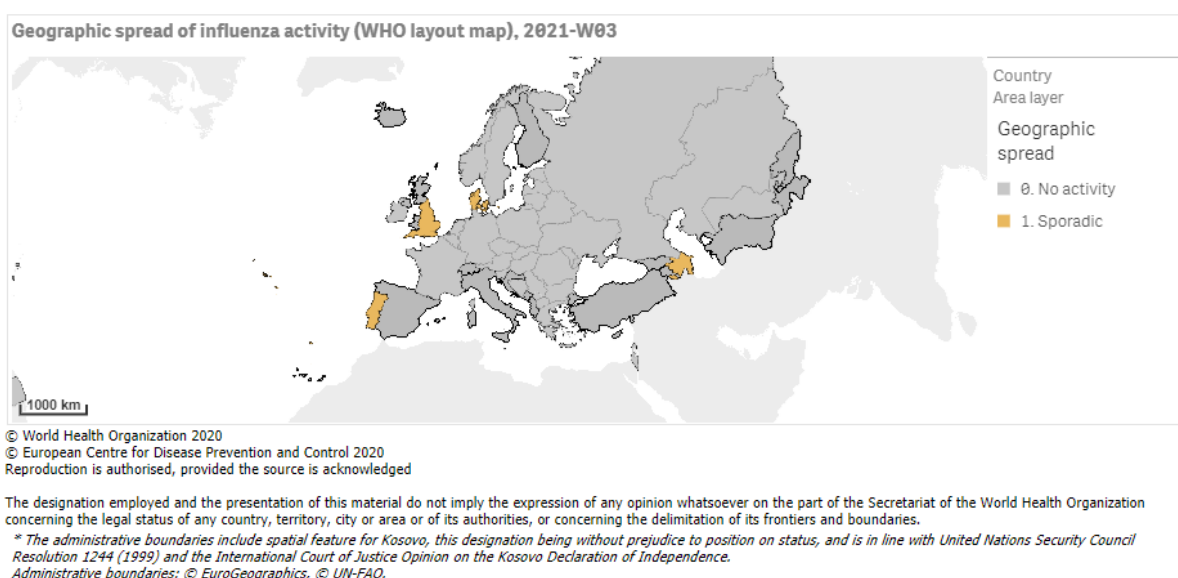 Geographic spread of influenza activity (WHO layout map), 2021-W03
Country
Area layer
Geographic
spread
0. No activity
1. Sporadic
1000 km
© World Health Organization 2020
© European Centre for Disease Prevention and Control 2020
Reproduction is authorised, provided the source is acknowledged
The designation employed and the presentation of this material do not imply the expression of any opinion whatsoever on the part of the Secretariat of the World Health Organization
concerning the legal status of any country, territory, city or area or of its authorities, or concerning the delimitation of its frontiers and boundaries.
* The administrative boundaries include spatial feature for Kosovo, this designation being without prejudice to position on status, and is in line with United Nations Security Council
Resolution 1244 (1999) and the International Court of Justice Opinion on the Kosovo Declaration of Independence.
Administrative boundaries: © EuroGeographics, © UN-FAO.